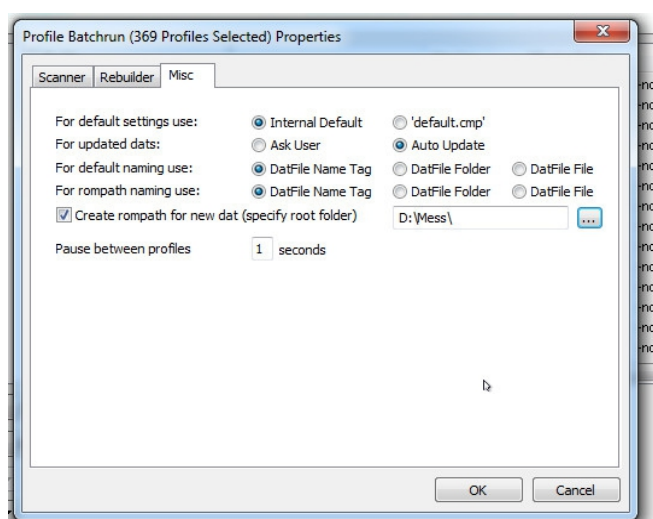 Profile Batchrun (369 Profiles Selected) Properties
Scanner Rebuilder Misc
For default settings use: Internal Default 'default.cmp'
For updated dats: Ask User Auto Update
For default naming use: DatFile Name Tag DatFile Folder DatFile File
For rompath naming use: DatFile Name Tag DatFile Folder DatFile File
Create rompath for new dat (specify root folder) D:\Mess\ ...
Pause between profiles 1 seconds
OK Cancel